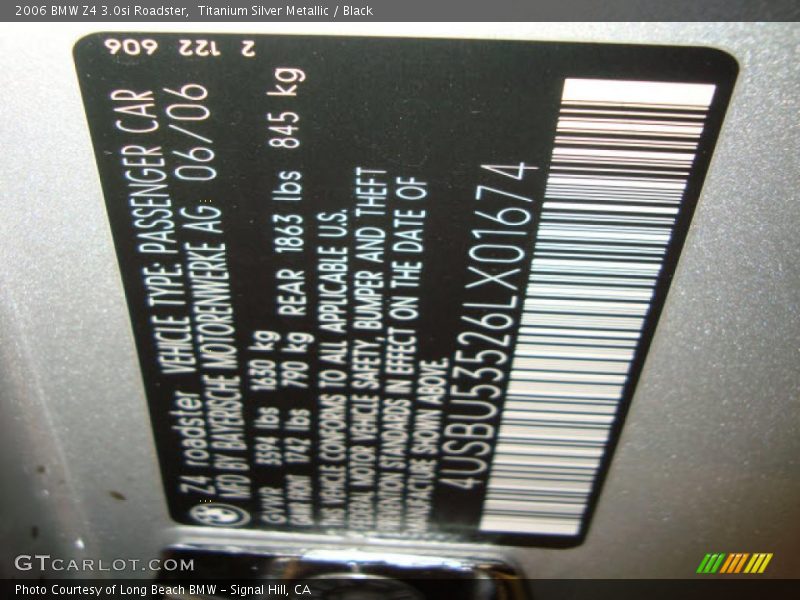 2006 BMW Z4 3.0si Roadster,  Titanium Silver Metallic / Black
606 122 2
Z4 roadster VEHICLE TYPE: PASSENGER CAR
MFD BY BAYERISCHE MOTORENWERKE AG 06/06
GVWR 3594 lbs 1630 kg
GAWR FRONT 1742 lbs 790 kg REAR 1863 lbs 845 kg
THIS VEHICLE CONFORMS TO ALL APPLICABLE U.S.
FEDERAL MOTOR VEHICLE SAFETY, BUMPER AND THEFT
PREVENTION STANDARDS IN EFFECT ON THE DATE OF
MANUFACTURE SHOWN ABOVE.
4USBU53526LX01674
GTCARLOT.COM
Photo Courtesy of Long Beach BMW – Signal Hill, CA